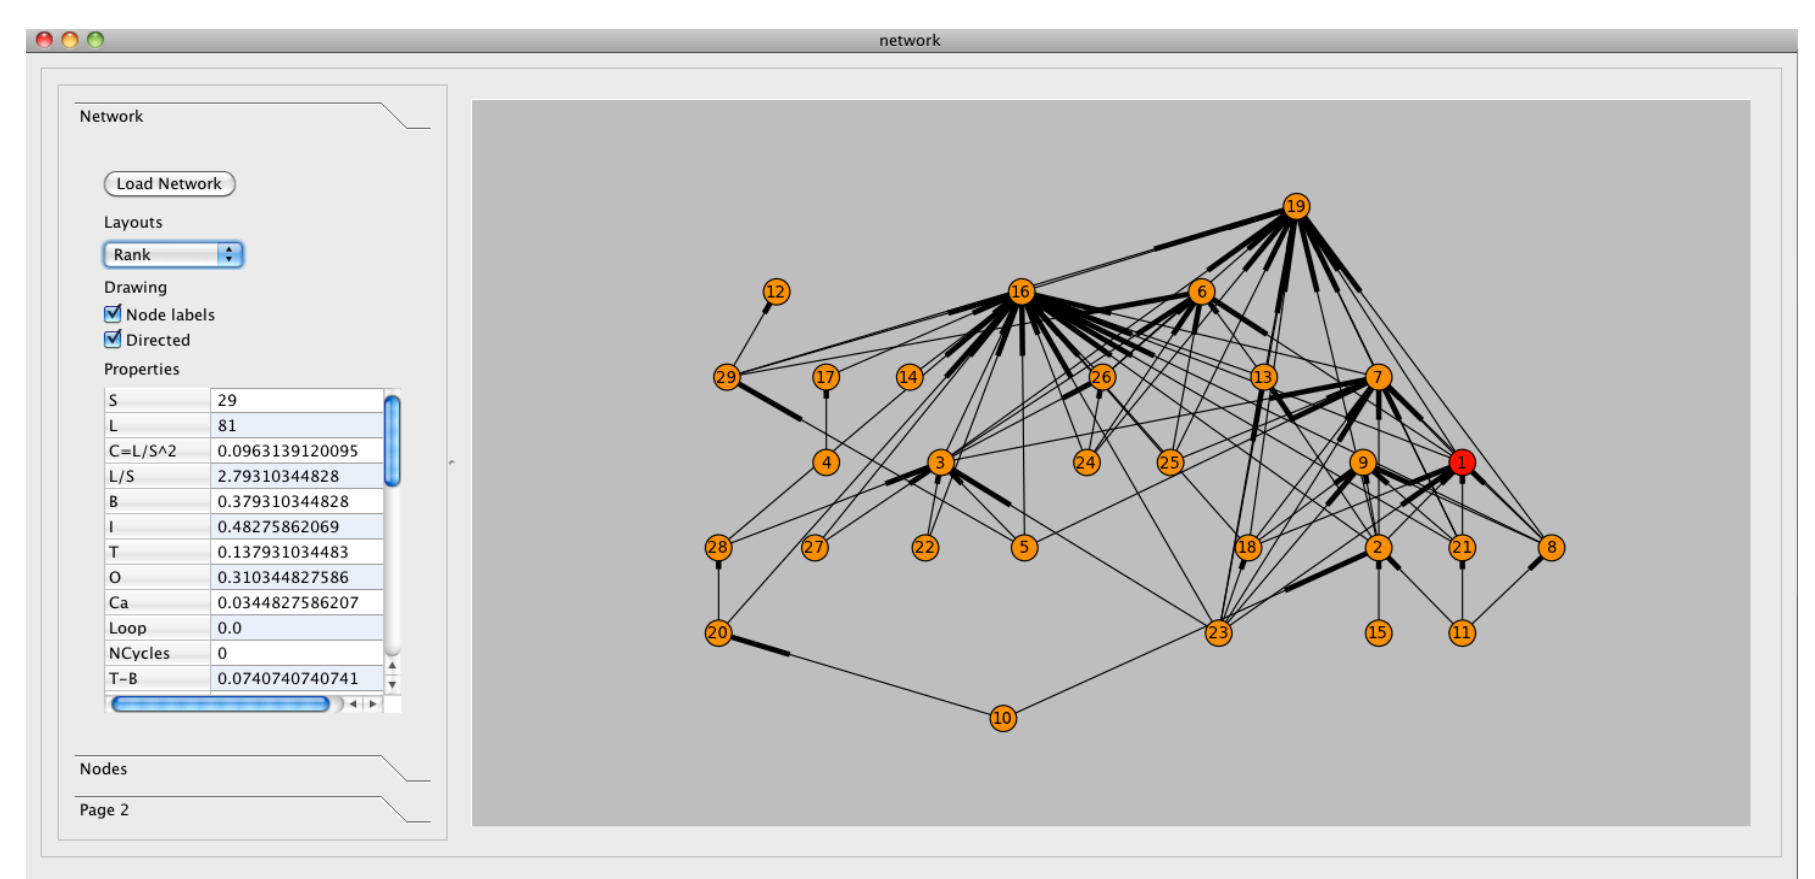 network
Network
Load Network
Layouts
Rank
Drawing
Node labels
Directed
Properties
S 29
L 81
C=L/S^2 0.0963139120095
L/S 2.79310344828
B 0.379310344828
I 0.48275862069
T 0.137931034483
O 0.310344827586
Ca 0.0344827586207
Loop 0.0
NCycles 0
T-B 0.0740740740741
Nodes
Page 2
19
12 16 6
29 17 14 26 13 7
4 3 24 25 9 1
28 27 22 5 18 2 21 8
20 23 15 11
10